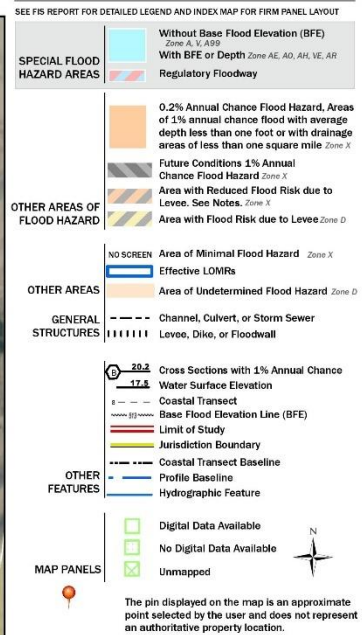 SEE FIS REPORT FOR DETAILED LEGEND AND INDEX MAP FOR FIRM PANEL LAYOUT
SPECIAL FLOOD
HAZARD AREAS
Without Base Flood Elevation (BFE)
Zone A, V, A99
With BFE or Depth Zone AE, AO, AH, VE, AR
Regulatory Floodway
OTHER AREAS OF
FLOOD HAZARD
0.2% Annual Chance Flood Hazard, Areas
of 1% annual chance flood with average
depth less than one foot or with drainage
areas of less than one square mile Zone X
Future Conditions 1% Annual
Chance Flood Hazard Zone X
Area with Reduced Flood Risk due to
Levee. See Notes. Zone X
Area with Flood Risk due to Levee Zone D
OTHER AREAS
NO SCREEN Area of Minimal Flood Hazard Zone X
Effective LOMRs
Area of Undetermined Flood Hazard Zone D
GENERAL
STRUCTURES
Channel, Culvert, or Storm Sewer
Levee, Dike, or Floodwall
OTHER
FEATURES
B 20.2 Cross Sections with 1% Annual Chance
17.5 Water Surface Elevation
8 Coastal Transect
513 Base Flood Elevation Line (BFE)
Limit of Study
Jurisdiction Boundary
Coastal Transect Baseline
Profile Baseline
Hydrographic Feature
MAP PANELS
Digital Data Available
No Digital Data Available
Unmapped
N
The pin displayed on the map is an approximate
point selected by the user and does not represent
an authoritative property location.